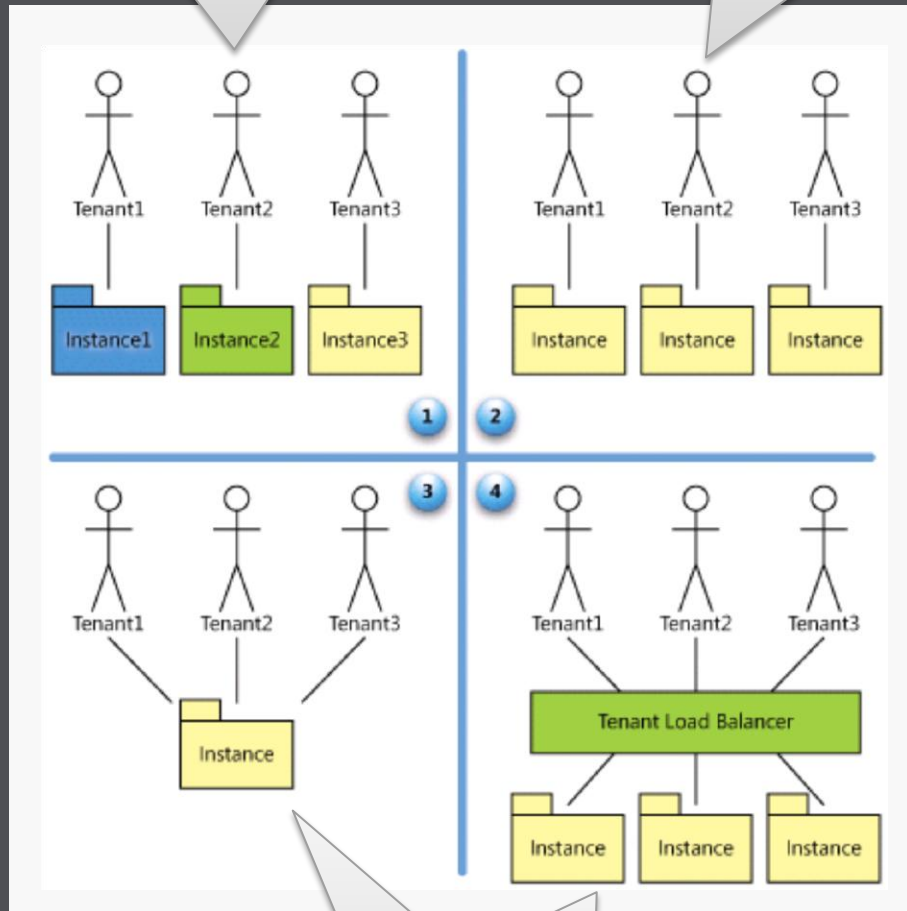 Tenant1 Tenant2 Tenant3
Instance1 Instance2 Instance3
1
Tenant1 Tenant2 Tenant3
Instance Instance Instance
2
Tenant1 Tenant2 Tenant3
Instance
3
Tenant1 Tenant2 Tenant3
Tenant Load Balancer
Instance Instance Instance
4